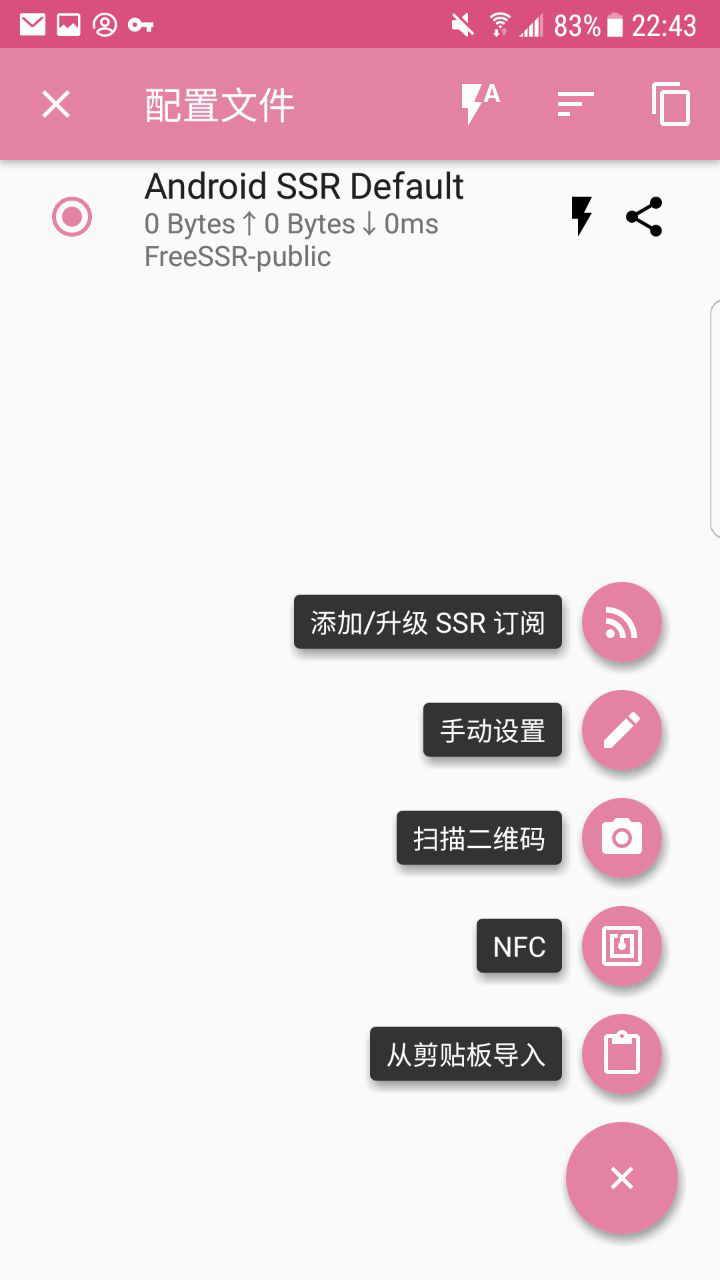 83% 22:43
配置文件
A
Android SSR Default
0 Bytes↑0 Bytes↓0ms
FreeSSR-public
添加/升级 SSR 订阅
手动设置
扫描二维码
NFC
从剪贴板导入